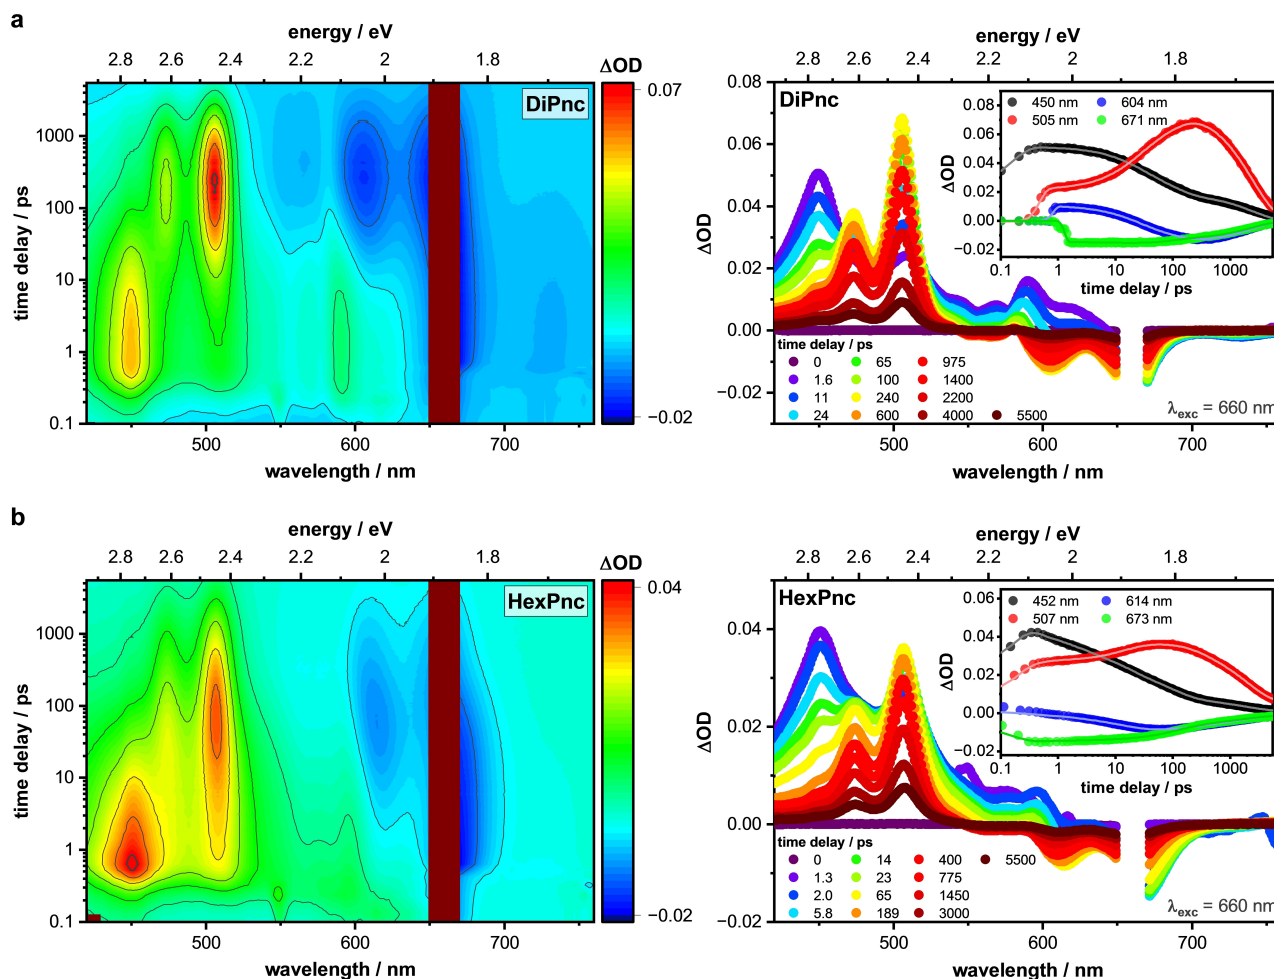 a
energy / eV
2.8 2.6 2.4 2.2 2 1.8
ΔOD
0.07
−0.02
DiPnc
time delay / ps
1000
100
10
1
0.1
500 600 700
wavelength / nm
energy / eV
2.8 2.6 2.4 2.2 2 1.8
DiPnc
ΔOD
0.08
0.06
0.04
0.02
0.00
−0.02
450 nm 604 nm
505 nm 671 nm
ΔOD
0.08
0.06
0.04
0.02
0.00
−0.02
0.1 1 10 100 1000
time delay / ps
time delay / ps
0 65 975
1.6 100 1400
11 240 2200
24 600 4000 5500
λexc = 660 nm
500 600 700
wavelength / nm
b
energy / eV
2.8 2.6 2.4 2.2 2 1.8
ΔOD
0.04
−0.02
HexPnc
time delay / ps
1000
100
10
1
0.1
500 600 700
wavelength / nm
energy / eV
2.8 2.6 2.4 2.2 2 1.8
HexPnc
ΔOD
0.04
0.02
0.00
−0.02
452 nm 614 nm
507 nm 673 nm
ΔOD
0.06
0.04
0.02
0.00
−0.02
0.1 1 10 100 1000
time delay / ps
time delay / ps
0 14 400 5500
1.3 23 775
2.0 65 1450
5.8 189 3000
λexc = 660 nm
500 600 700
wavelength / nm